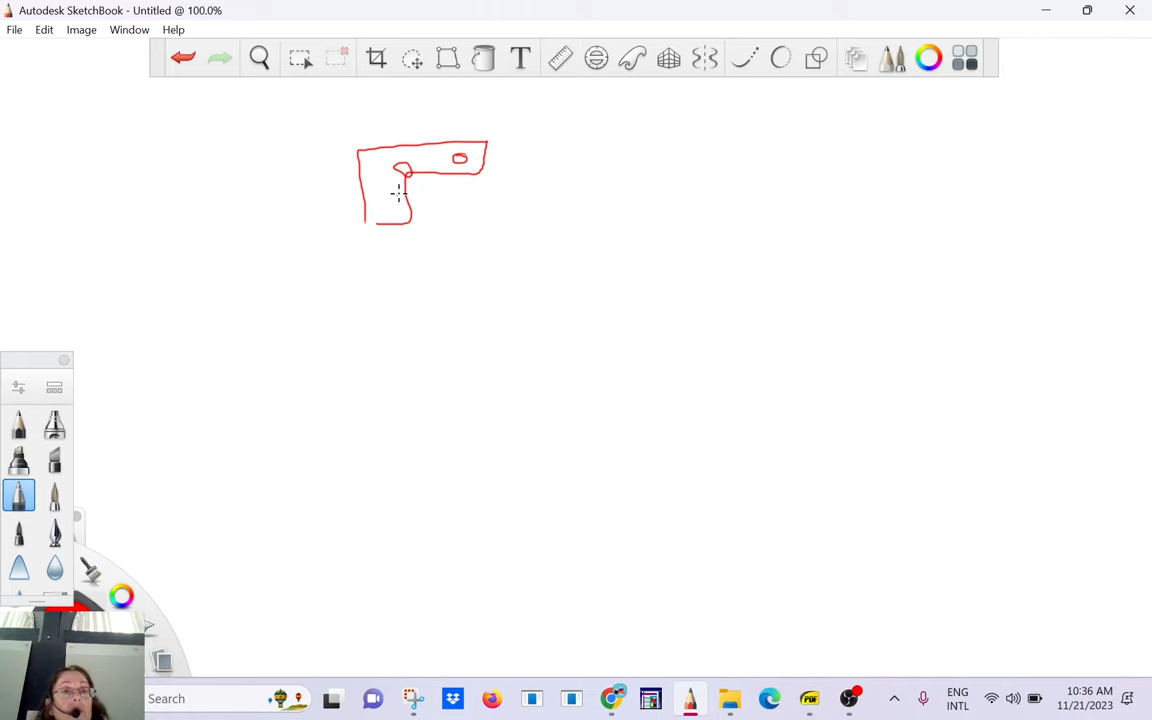 Autodesk SketchBook - Untitled @ 100.0%
File Edit Image Window Help
T
Search
PDF
ENG
INTL
10:36 AM
11/21/2023